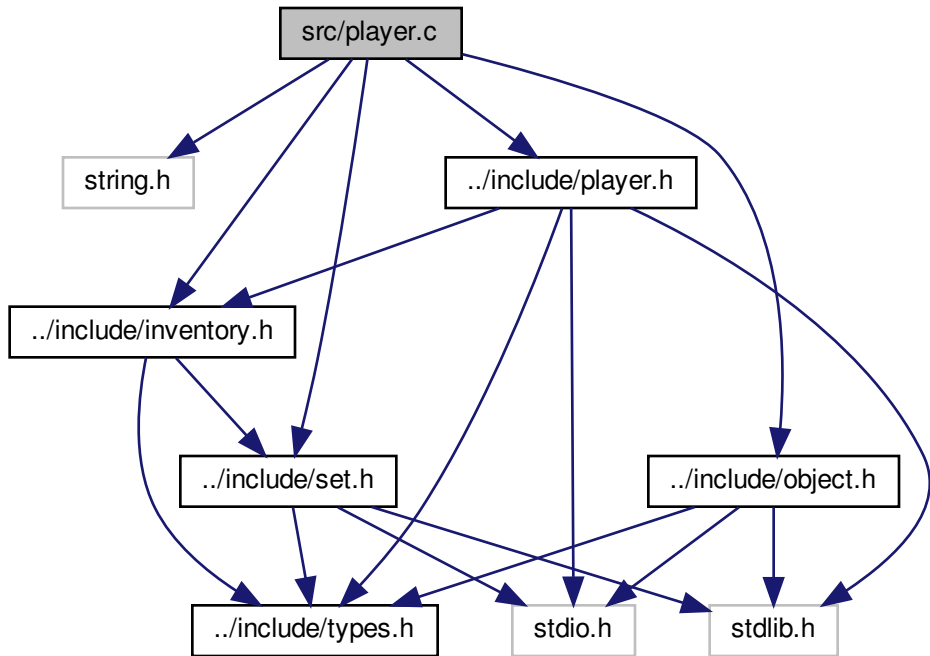 src/player.c
string.h
../include/player.h
../include/inventory.h
../include/set.h
../include/object.h
../include/types.h
stdio.h
stdlib.h